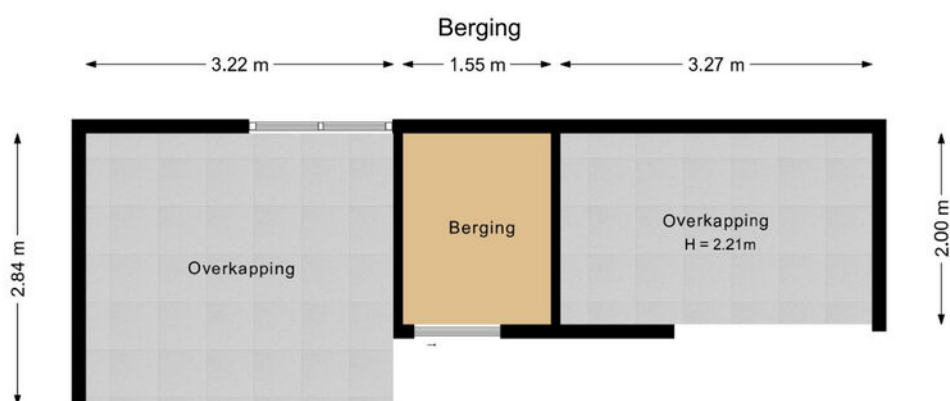 Berging
3.22 m
1.55 m
3.27 m
2.84 m
Overkapping
Berging
Overkapping
H = 2.21m
2.00 m